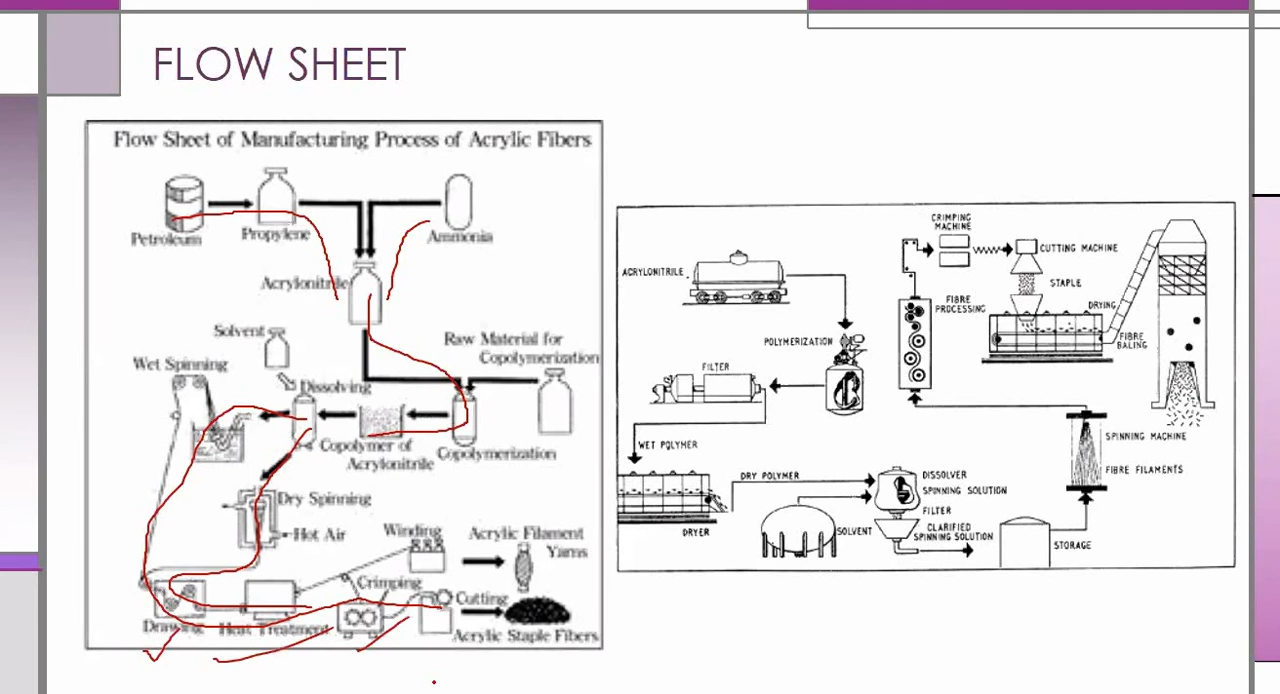 FLOW SHEET
Flow Sheet of Manufacturing Process of Acrylic Fibers
Petroleum
Propylene
Ammonia
Acrylonitrile
Solvent
Raw Material for
Copolymerization
Wet Spinning
Dissolving
Copolymer of
Acrylonitrile
Copolymerization
Dry Spinning
Hot Air
Winding
Acrylic Filament
Yarns
Crimping
Cutting
Drawing
Heat Treatment
Acrylic Staple Fibers
ACRYLONITRILE
POLYMERIZATION
FILTER
WET POLYMER
DRY POLYMER
DRYER
SOLVENT
DISSOLVER
SPINNING SOLUTION
FILTER
CLARIFIED
SPINNING SOLUTION
STORAGE
SPINNING MACHINE
FIBRE FILAMENTS
FIBRE
PROCESSING
CRIMPING
MACHINE
CUTTING MACHINE
STAPLE
DRYING
FIBRE
BALING